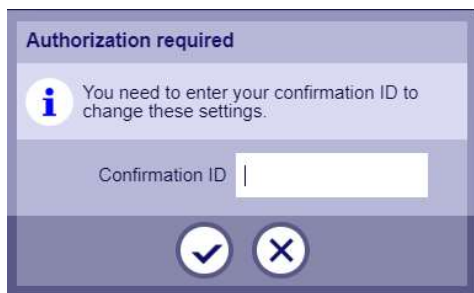 Authorization required
You need to enter your confirmation ID to
change these settings.
Confirmation ID